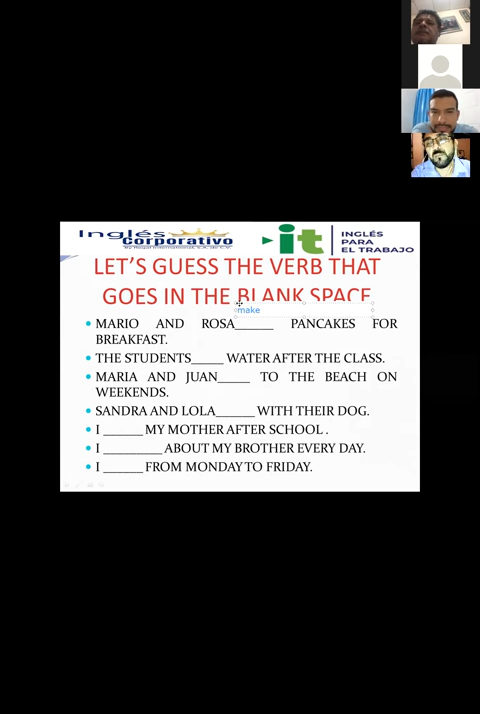 Inglés
corporativo
it
INGLÉS
PARA
EL TRABAJO
LET'S GUESS THE VERB THAT
GOES IN THE BLANK SPACE
make
MARIO AND ROSA______ PANCAKES FOR
BREAKFAST.
THE STUDENTS_____ WATER AFTER THE CLASS.
MARIA AND JUAN_____ TO THE BEACH ON
WEEKENDS.
SANDRA AND LOLA______ WITH THEIR DOG.
I ______ MY MOTHER AFTER SCHOOL .
I _________ ABOUT MY BROTHER EVERY DAY.
I ______ FROM MONDAY TO FRIDAY.